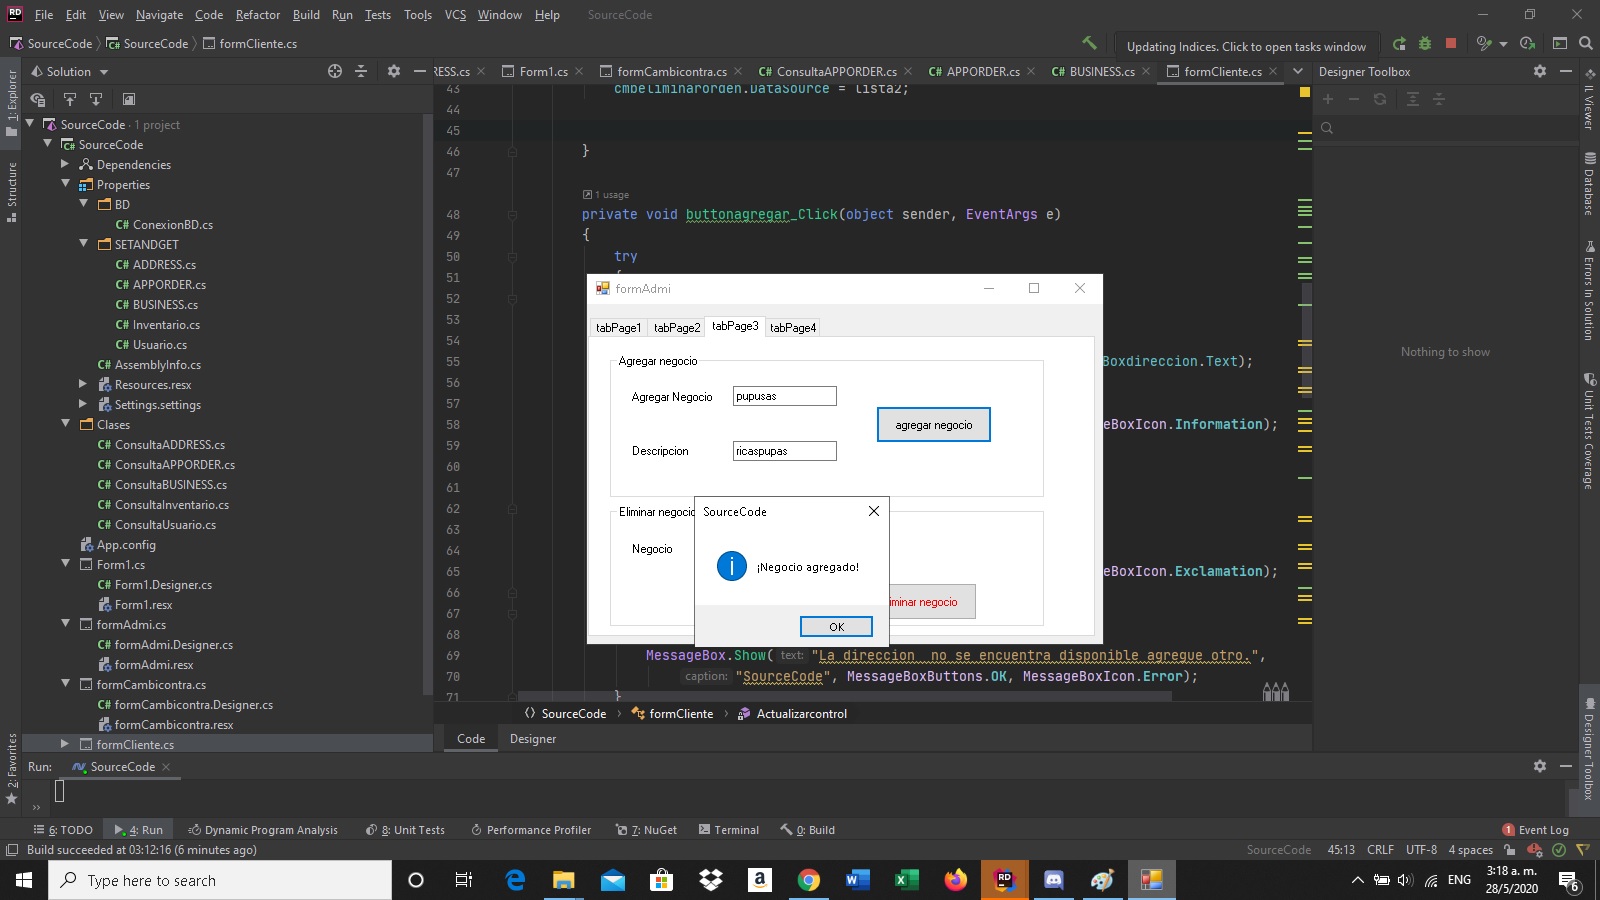 File Edit View Navigate Code Refactor Build Run Tests Tools VCS Window Help SourceCode
SourceCode SourceCode formCliente.cs
Updating Indices. Click to open tasks window
Solution
RESS.cs Form1.cs formCambicontra.cs ConsultaAPPORDER.cs APPORDER.cs BUSINESS.cs formCliente.cs
Designer Toolbox
1: Explorer
Structure
2: Favorites
SourceCode · 1 project
SourceCode
Dependencies
Properties
BD
ConexionBD.cs
SETANDGET
ADDRESS.cs
APPORDER.cs
BUSINESS.cs
Inventario.cs
Usuario.cs
AssemblyInfo.cs
Resources.resx
Settings.settings
Clases
ConsultaADDRESS.cs
ConsultaAPPORDER.cs
ConsultaBUSINESS.cs
ConsultaInventario.cs
ConsultaUsuario.cs
App.config
Form1.cs
Form1.Designer.cs
Form1.resx
formAdmi.cs
formAdmi.Designer.cs
formAdmi.resx
formCambicontra.cs
formCambicontra.Designer.cs
formCambicontra.resx
formCliente.cs
43 cmbeliminarorden.DataSource = lista2;
44
45
46 }
47
1 usage
48 private void buttonagregar_Click(object sender, EventArgs e)
49 {
50 try
51 {
52
53
54
55 Boxdireccion.Text);
56
57
58 eBoxIcon.Information);
59
60
61
62
63
64
65 eBoxIcon.Exclamation);
66
67
68
69 MessageBox.Show( text: "La direccion  no se encuentra disponible agregue otro.",
70 caption: "SourceCode", MessageBoxButtons.OK, MessageBoxIcon.Error);
71 }
formAdmi
tabPage1 tabPage2 tabPage3 tabPage4
Agregar negocio
Agregar Negocio pupusas
agregar negocio
Descripcion ricaspupas
Eliminar negocio
Negocio
iminar negocio
SourceCode
¡Negocio agregado!
OK
SourceCode formCliente Actualizarcontrol
Code Designer
Nothing to show
IL Viewer
Database
Errors In Solution
Unit Tests Coverage
Designer Toolbox
Run: SourceCode
6: TODO 4: Run Dynamic Program Analysis 8: Unit Tests Performance Profiler 7: NuGet Terminal 0: Build 1 Event Log
Build succeeded at 03:12:16 (6 minutes ago) SourceCode 45:13 CRLF UTF-8 4 spaces
Type here to search
ENG
3:18 a. m.
28/5/2020
6